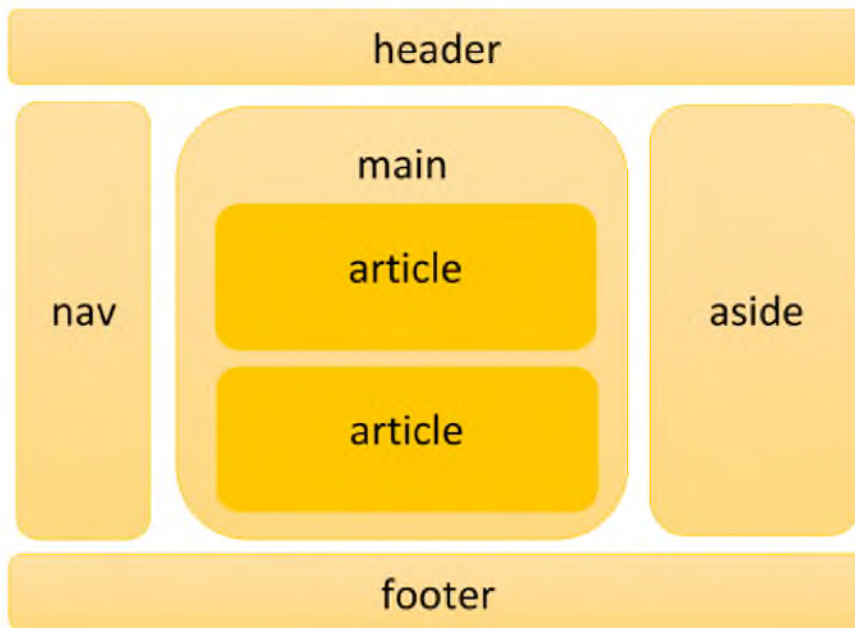 header
nav
main
article
article
aside
footer